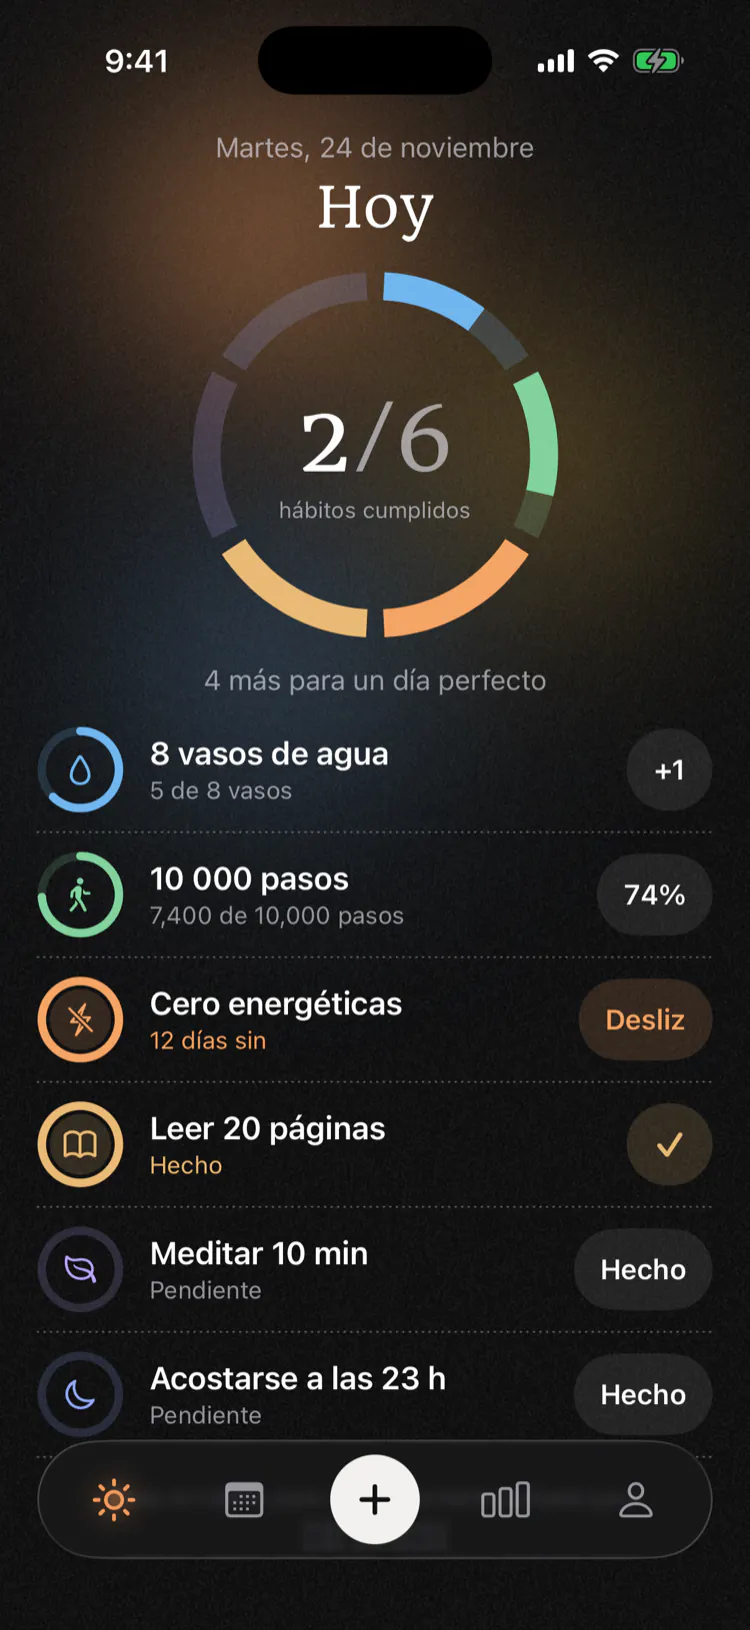 9:41
Martes, 24 de noviembre
Hoy
2/6
hábitos cumplidos
4 más para un día perfecto
8 vasos de agua
5 de 8 vasos
+1
10 000 pasos
7,400 de 10,000 pasos
74%
Cero energéticas
12 días sin
Desliz
Leer 20 páginas
Hecho
Meditar 10 min
Pendiente
Hecho
Acostarse a las 23 h
Pendiente
Hecho